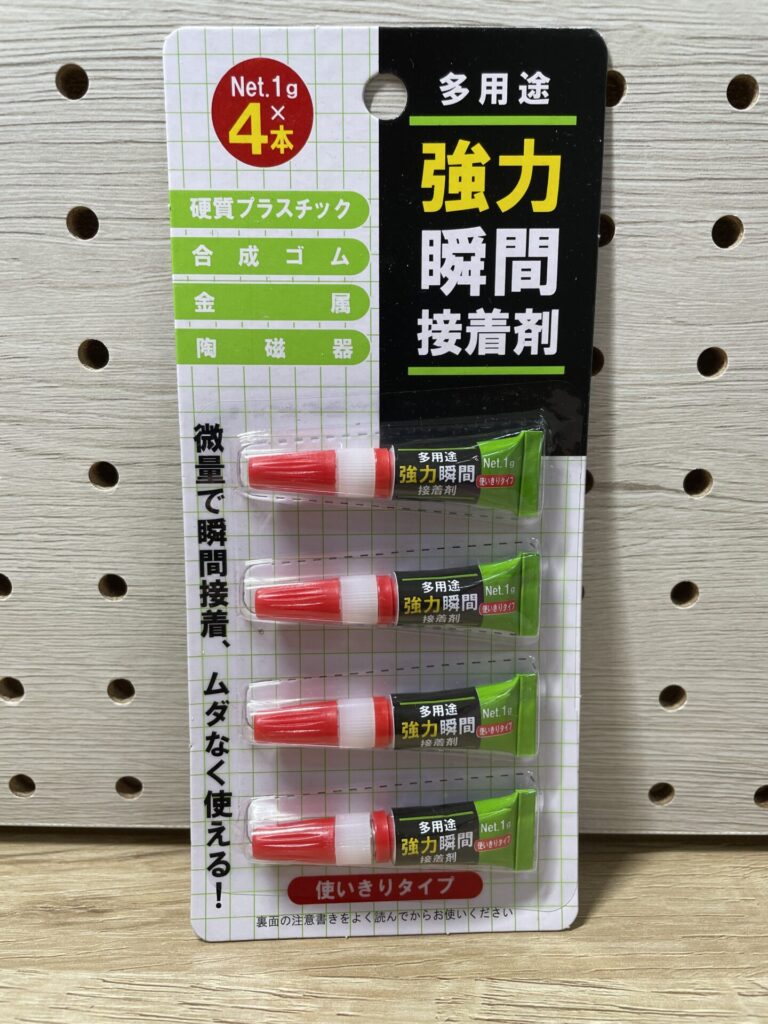 Net.1g
×
4本
多用途
強力
瞬間
接着剤
硬質プラスチック
合成ゴム
金属
陶磁器
微量で瞬間接着、ムダなく使える！
多用途
強力瞬間
接着剤
Net.1g
使いきりタイプ
多用途
強力瞬間
接着剤
Net.1g
使いきりタイプ
多用途
強力瞬間
接着剤
Net.1g
使いきりタイプ
多用途
強力瞬間
接着剤
Net.1g
使いきりタイプ
使いきりタイプ
裏面の注意書きをよく読んでからお使いください